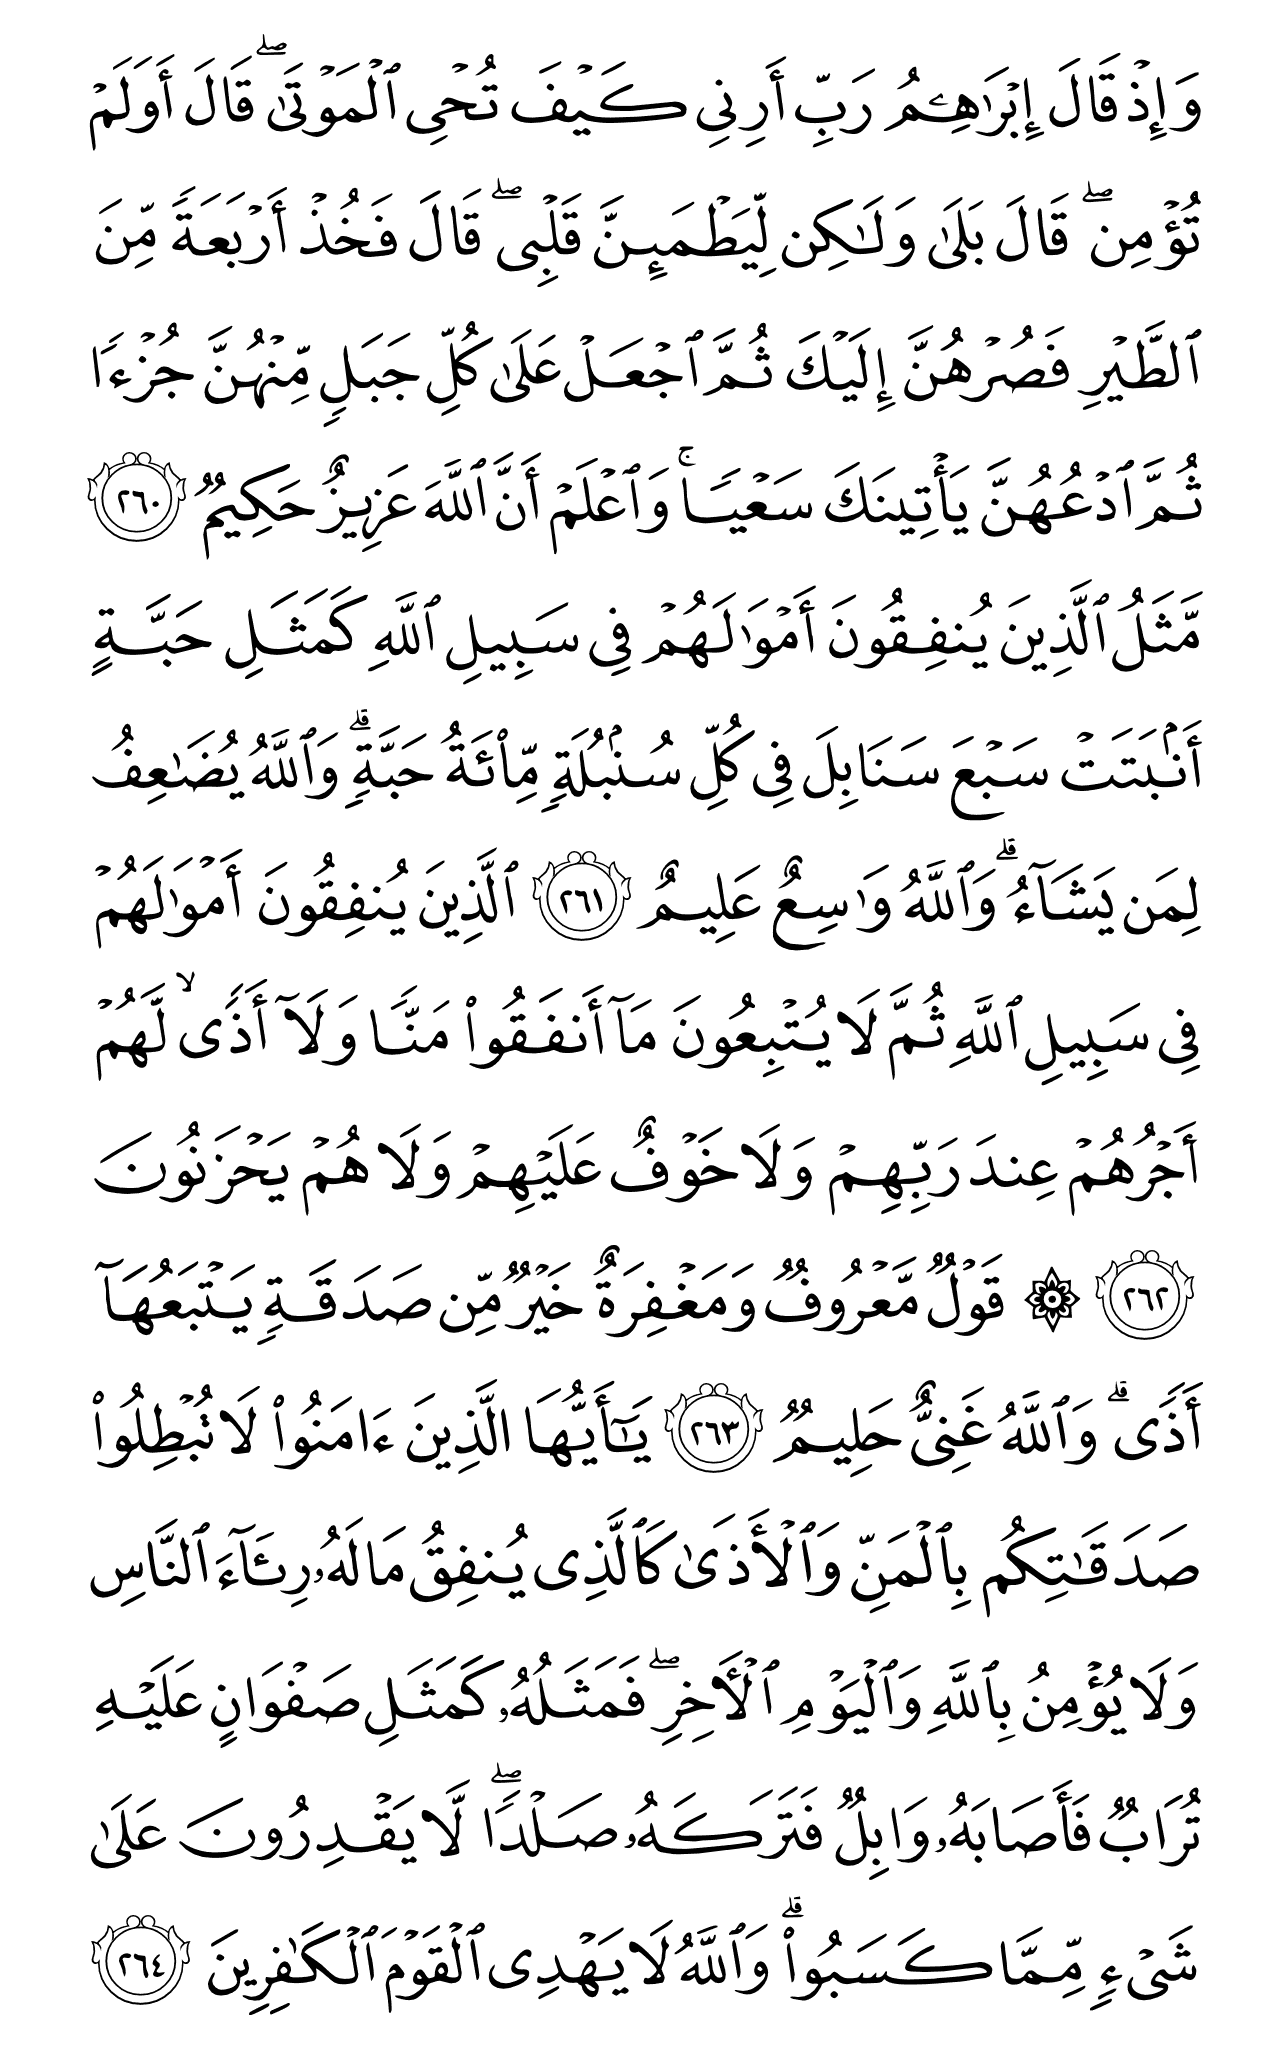 وَإِذْ قَالَ إِبْرَٰهِـۧمُ رَبِّ أَرِنِى كَيْفَ تُحْىِ ٱلْمَوْتَىٰ ۖ قَالَ أَوَلَمْ
تُؤْمِن ۖ قَالَ بَلَىٰ وَلَـٰكِن لِّيَطْمَئِنَّ قَلْبِى ۖ قَالَ فَخُذْ أَرْبَعَةً مِّنَ
ٱلطَّيْرِ فَصُرْهُنَّ إِلَيْكَ ثُمَّ ٱجْعَلْ عَلَىٰ كُلِّ جَبَلٍ مِّنْهُنَّ جُزْءًا
ثُمَّ ٱدْعُهُنَّ يَأْتِينَكَ سَعْيًا ۚ وَٱعْلَمْ أَنَّ ٱللَّهَ عَزِيزٌ حَكِيمٌ ٢٦٠
مَّثَلُ ٱلَّذِينَ يُنفِقُونَ أَمْوَٰلَهُمْ فِى سَبِيلِ ٱللَّهِ كَمَثَلِ حَبَّةٍ
أَنۢبَتَتْ سَبْعَ سَنَابِلَ فِى كُلِّ سُنۢبُلَةٍ مِّا۟ئَةُ حَبَّةٍ ۗ وَٱللَّهُ يُضَـٰعِفُ
لِمَن يَشَآءُ ۗ وَٱللَّهُ وَٰسِعٌ عَلِيمٌ ٢٦١ ٱلَّذِينَ يُنفِقُونَ أَمْوَٰلَهُمْ
فِى سَبِيلِ ٱللَّهِ ثُمَّ لَا يُتْبِعُونَ مَآ أَنفَقُوا۟ مَنًّا وَلَآ أَذًى ۙ لَّهُمْ
أَجْرُهُمْ عِندَ رَبِّهِمْ وَلَا خَوْفٌ عَلَيْهِمْ وَلَا هُمْ يَحْزَنُونَ
٢٦٢ ۞ قَوْلٌ مَّعْرُوفٌ وَمَغْفِرَةٌ خَيْرٌ مِّن صَدَقَةٍ يَتْبَعُهَآ
أَذًى ۗ وَٱللَّهُ غَنِىٌّ حَلِيمٌ ٢٦٣ يَـٰٓأَيُّهَا ٱلَّذِينَ ءَامَنُوا۟ لَا تُبْطِلُوا۟
صَدَقَـٰتِكُم بِٱلْمَنِّ وَٱلْأَذَىٰ كَٱلَّذِى يُنفِقُ مَالَهُۥ رِئَآءَ ٱلنَّاسِ
وَلَا يُؤْمِنُ بِٱللَّهِ وَٱلْيَوْمِ ٱلْـَٔاخِرِ ۖ فَمَثَلُهُۥ كَمَثَلِ صَفْوَانٍ عَلَيْهِ
تُرَابٌ فَأَصَابَهُۥ وَابِلٌ فَتَرَكَهُۥ صَلْدًا ۖ لَّا يَقْدِرُونَ عَلَىٰ
شَىْءٍ مِّمَّا كَسَبُوا۟ ۗ وَٱللَّهُ لَا يَهْدِى ٱلْقَوْمَ ٱلْكَـٰفِرِينَ ٢٦٤